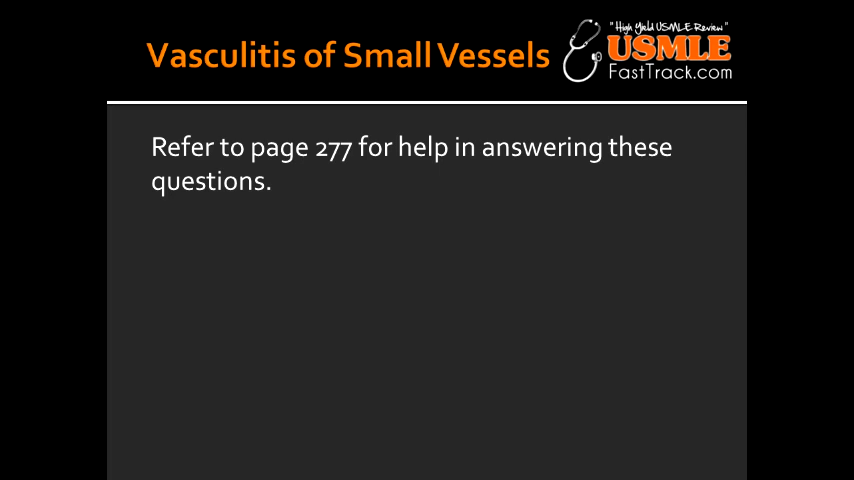 Vasculitis of Small Vessels
"High Yield USMLE Review"
USMLE
FastTrack.com
Refer to page 277 for help in answering these
questions.